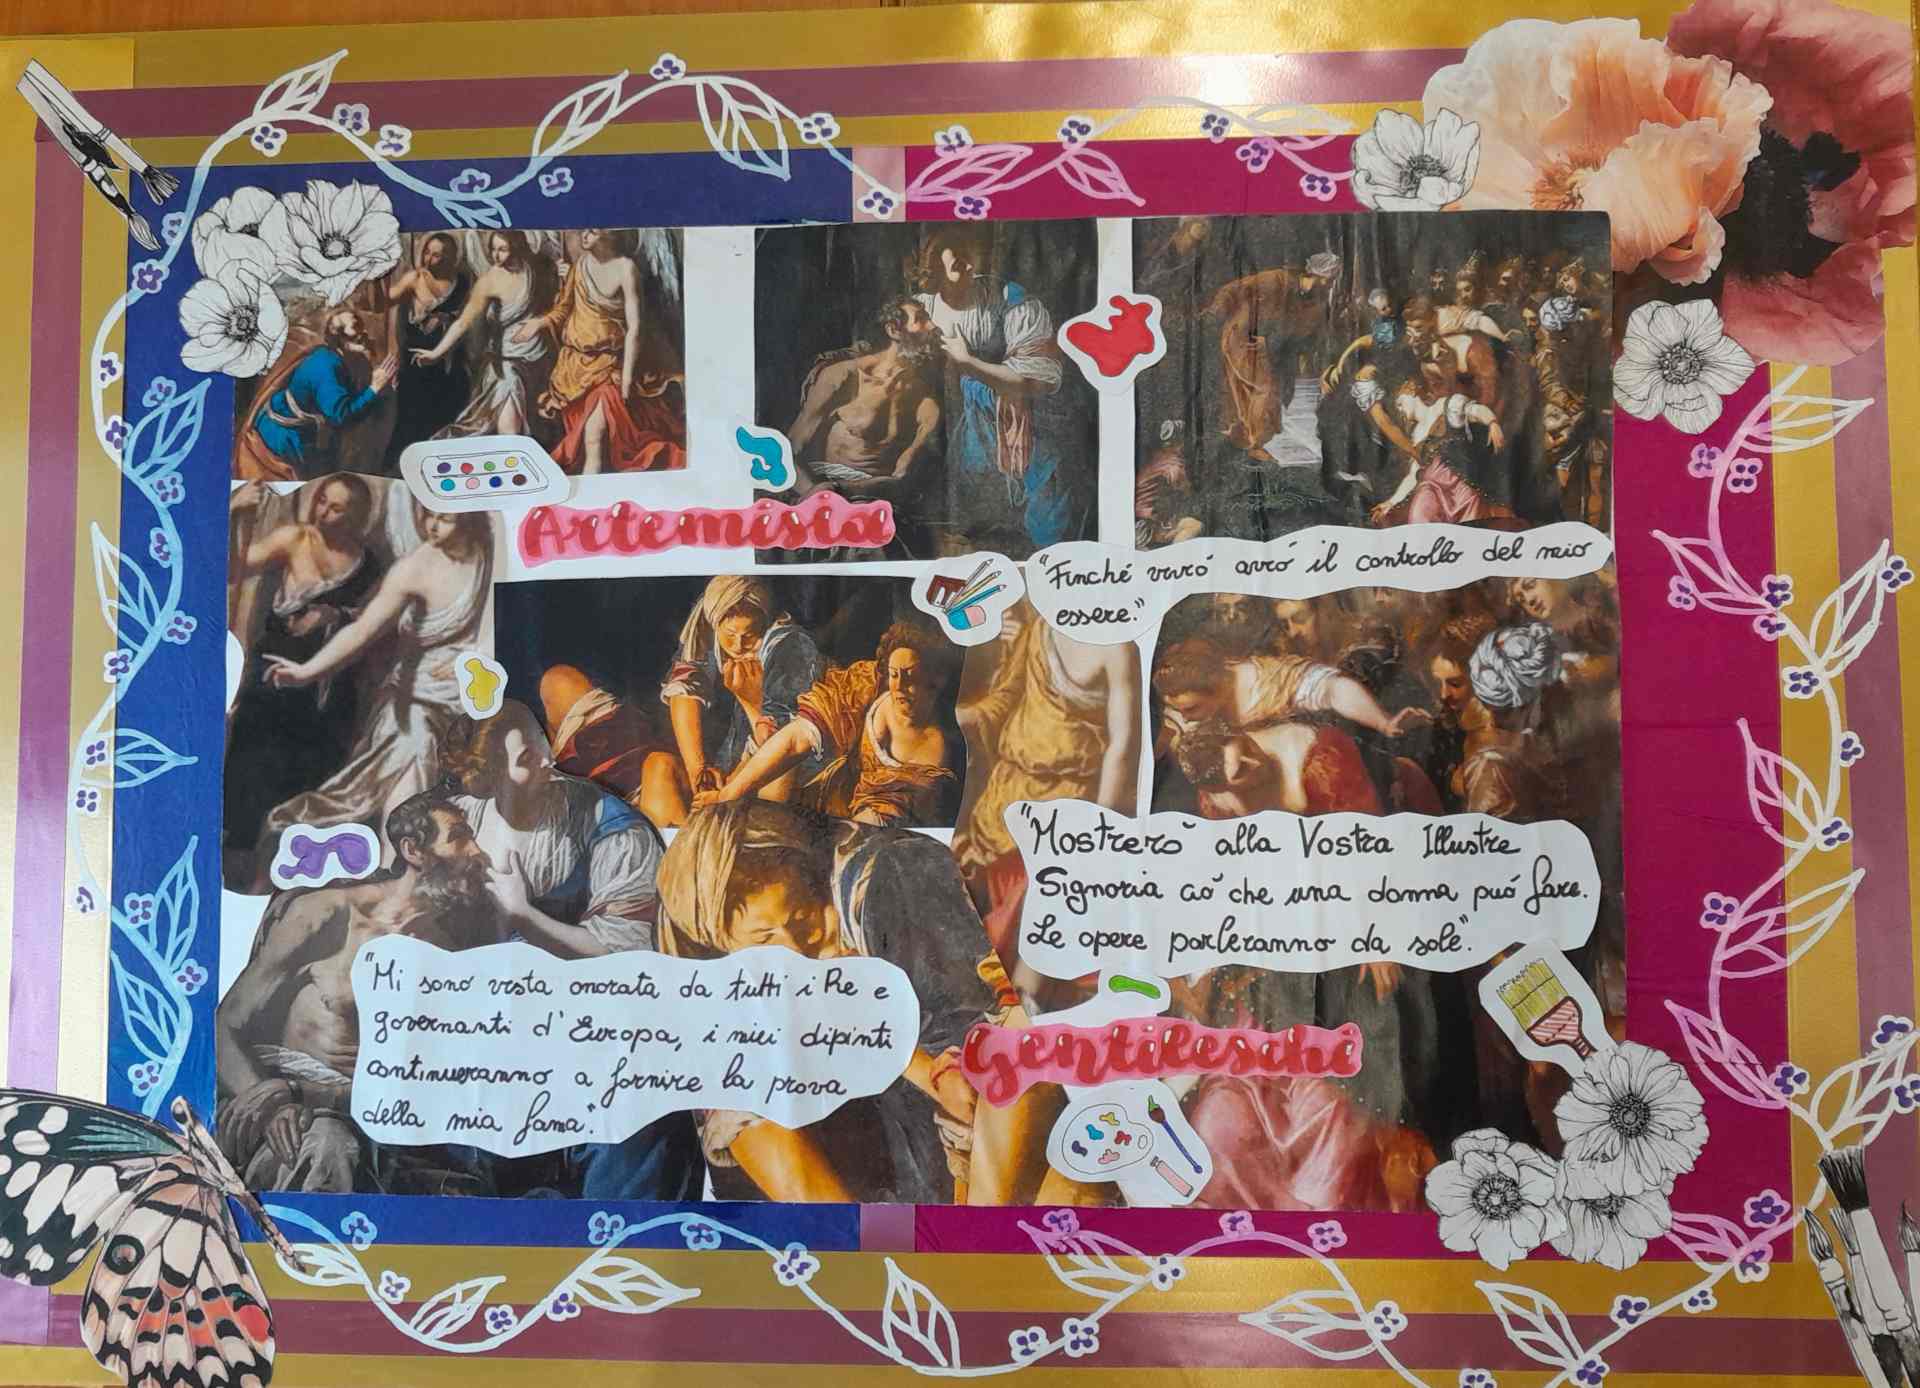 Artemisia
"Finché vivró avró il controllo del mio
essere."
"Mostreró alla Vostra Illustre
Signoria ció che una donna puó fare.
Le opere parleranno da sole".
"Mi sono vista onorata da tutti i Re e
governanti d'Europa, i miei dipinti
continueranno a fornire la prova
della mia fama".
Gentileschi